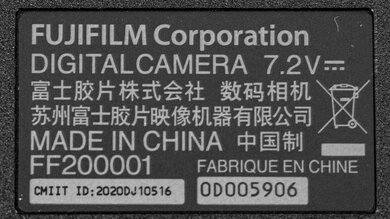 FUJIFILM Corporation
DIGITALCAMERA 7.2V⎓
富士胶片株式会社 数码相机
苏州富士胶片映像机器有限公司
MADE IN CHINA 中国制
FF200001 FABRIQUE EN CHINE
CMIIT ID:2020DJ10516 0D005906